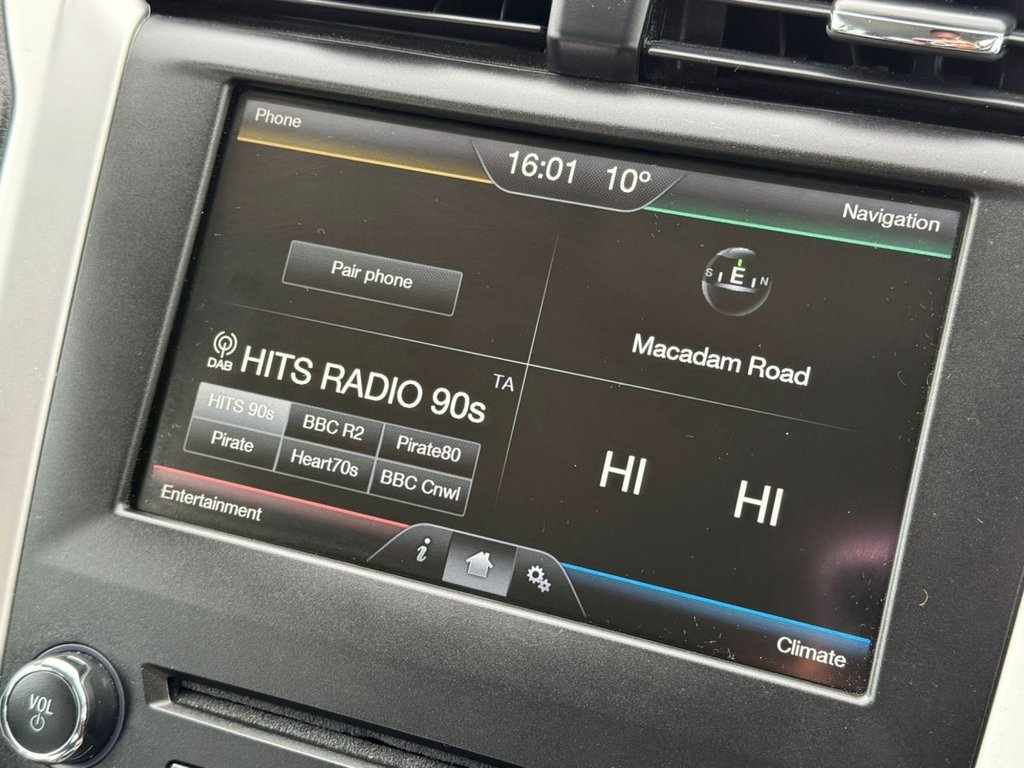 Phone
16:01 10°
Navigation
Pair phone
S E N
Macadam Road
DAB
HITS RADIO 90s
TA
HITS 90s BBC R2 Pirate80
Pirate Heart70s BBC Cnwl
HI HI
Entertainment
i
Climate
VOL